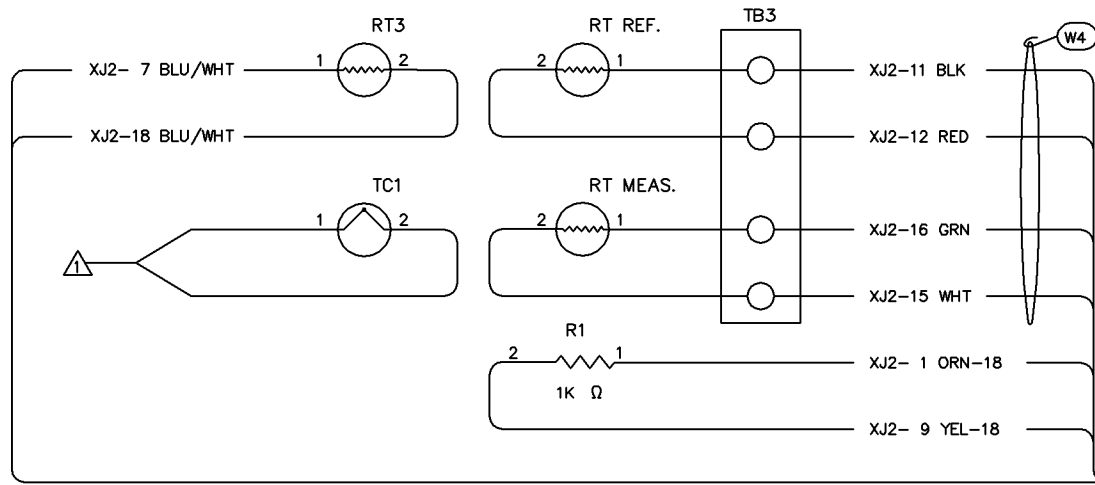 RT3 RT REF. TB3
W4
XJ2- 7 BLU/WHT 1 2 2 1 XJ2-11 BLK
XJ2-18 BLU/WHT XJ2-12 RED
TC1 RT MEAS.
1 2 2 1 XJ2-16 GRN
1
XJ2-15 WHT
R1
2 1 XJ2- 1 ORN-18
1K Ω
XJ2- 9 YEL-18